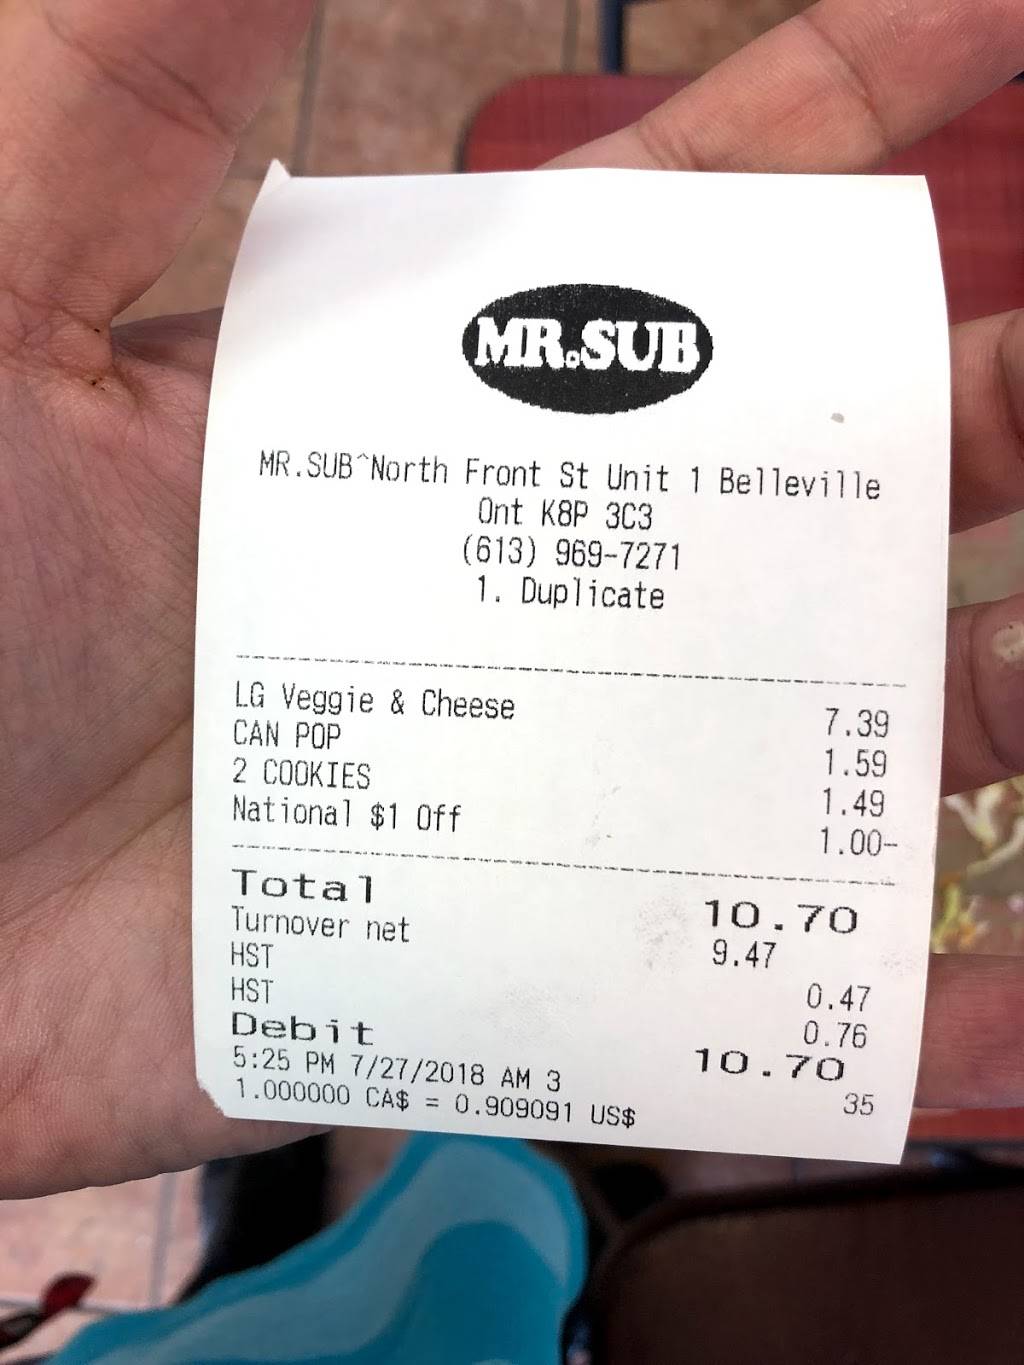 MR.SUB
MR.SUB^North Front St Unit 1 Belleville
Ont K8P 3C3
(613) 969-7271
1. Duplicate
LG Veggie & Cheese 7.39
CAN POP 1.59
2 COOKIES 1.49
National $1 Off 1.00-
Total 10.70
Turnover net 9.47
HST 0.47
HST 0.76
Debit 10.70
5:25 PM 7/27/2018 AM 3 35
1.000000 CA$ = 0.909091 US$